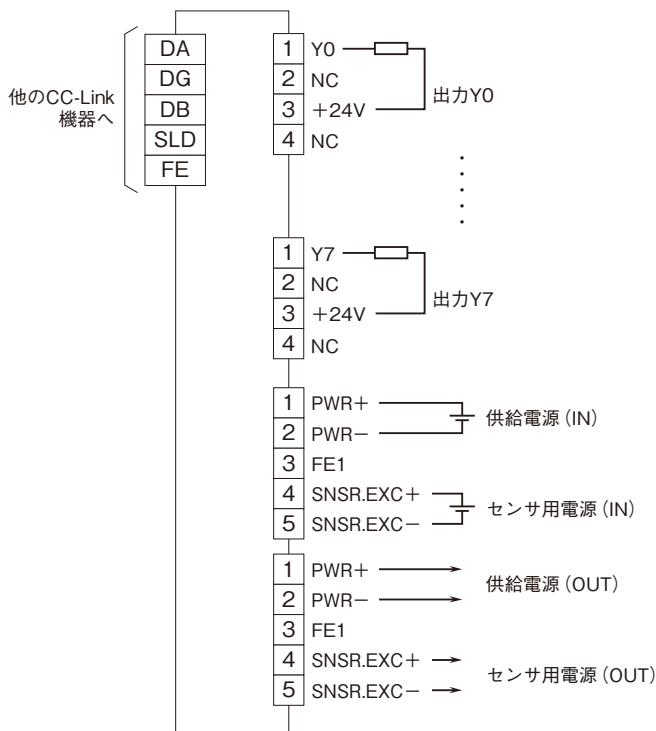 他のCC-Link
機器へ
DA
DG
DB
SLD
FE
1 Y0
2 NC
3 +24V
4 NC
出力Y0
1 Y7
2 NC
3 +24V
4 NC
出力Y7
1 PWR+
2 PWR−
3 FE1
4 SNSR.EXC+
5 SNSR.EXC−
供給電源(IN)
センサ用電源(IN)
1 PWR+
2 PWR−
3 FE1
4 SNSR.EXC+
5 SNSR.EXC−
供給電源(OUT)
センサ用電源(OUT)